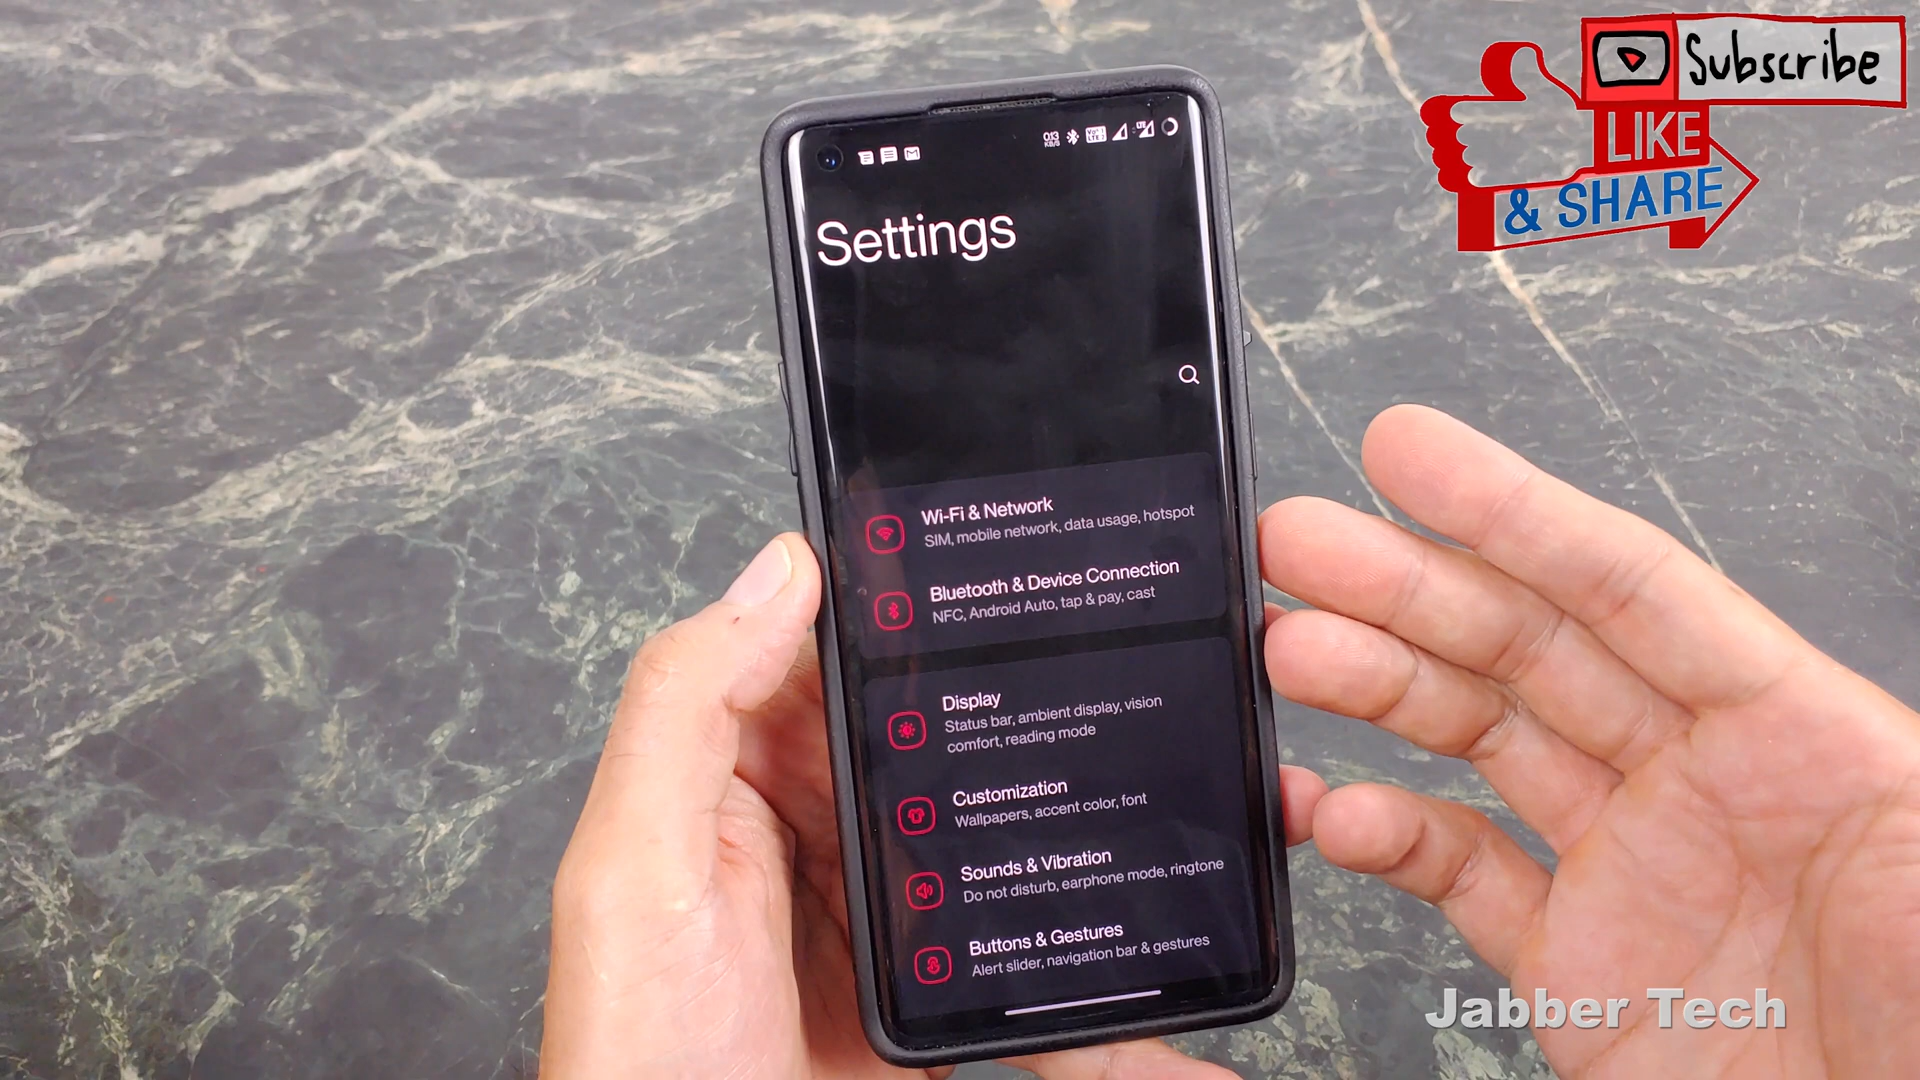 Subscribe
LIKE
& SHARE
Settings
Wi-Fi & Network
SIM, mobile network, data usage, hotspot
Bluetooth & Device Connection
NFC, Android Auto, tap & pay, cast
Display
Status bar, ambient display, vision
comfort, reading mode
Customization
Wallpapers, accent color, font
Sounds & Vibration
Do not disturb, earphone mode, ringtone
Buttons & Gestures
Alert slider, navigation bar & gestures
Jabber Tech